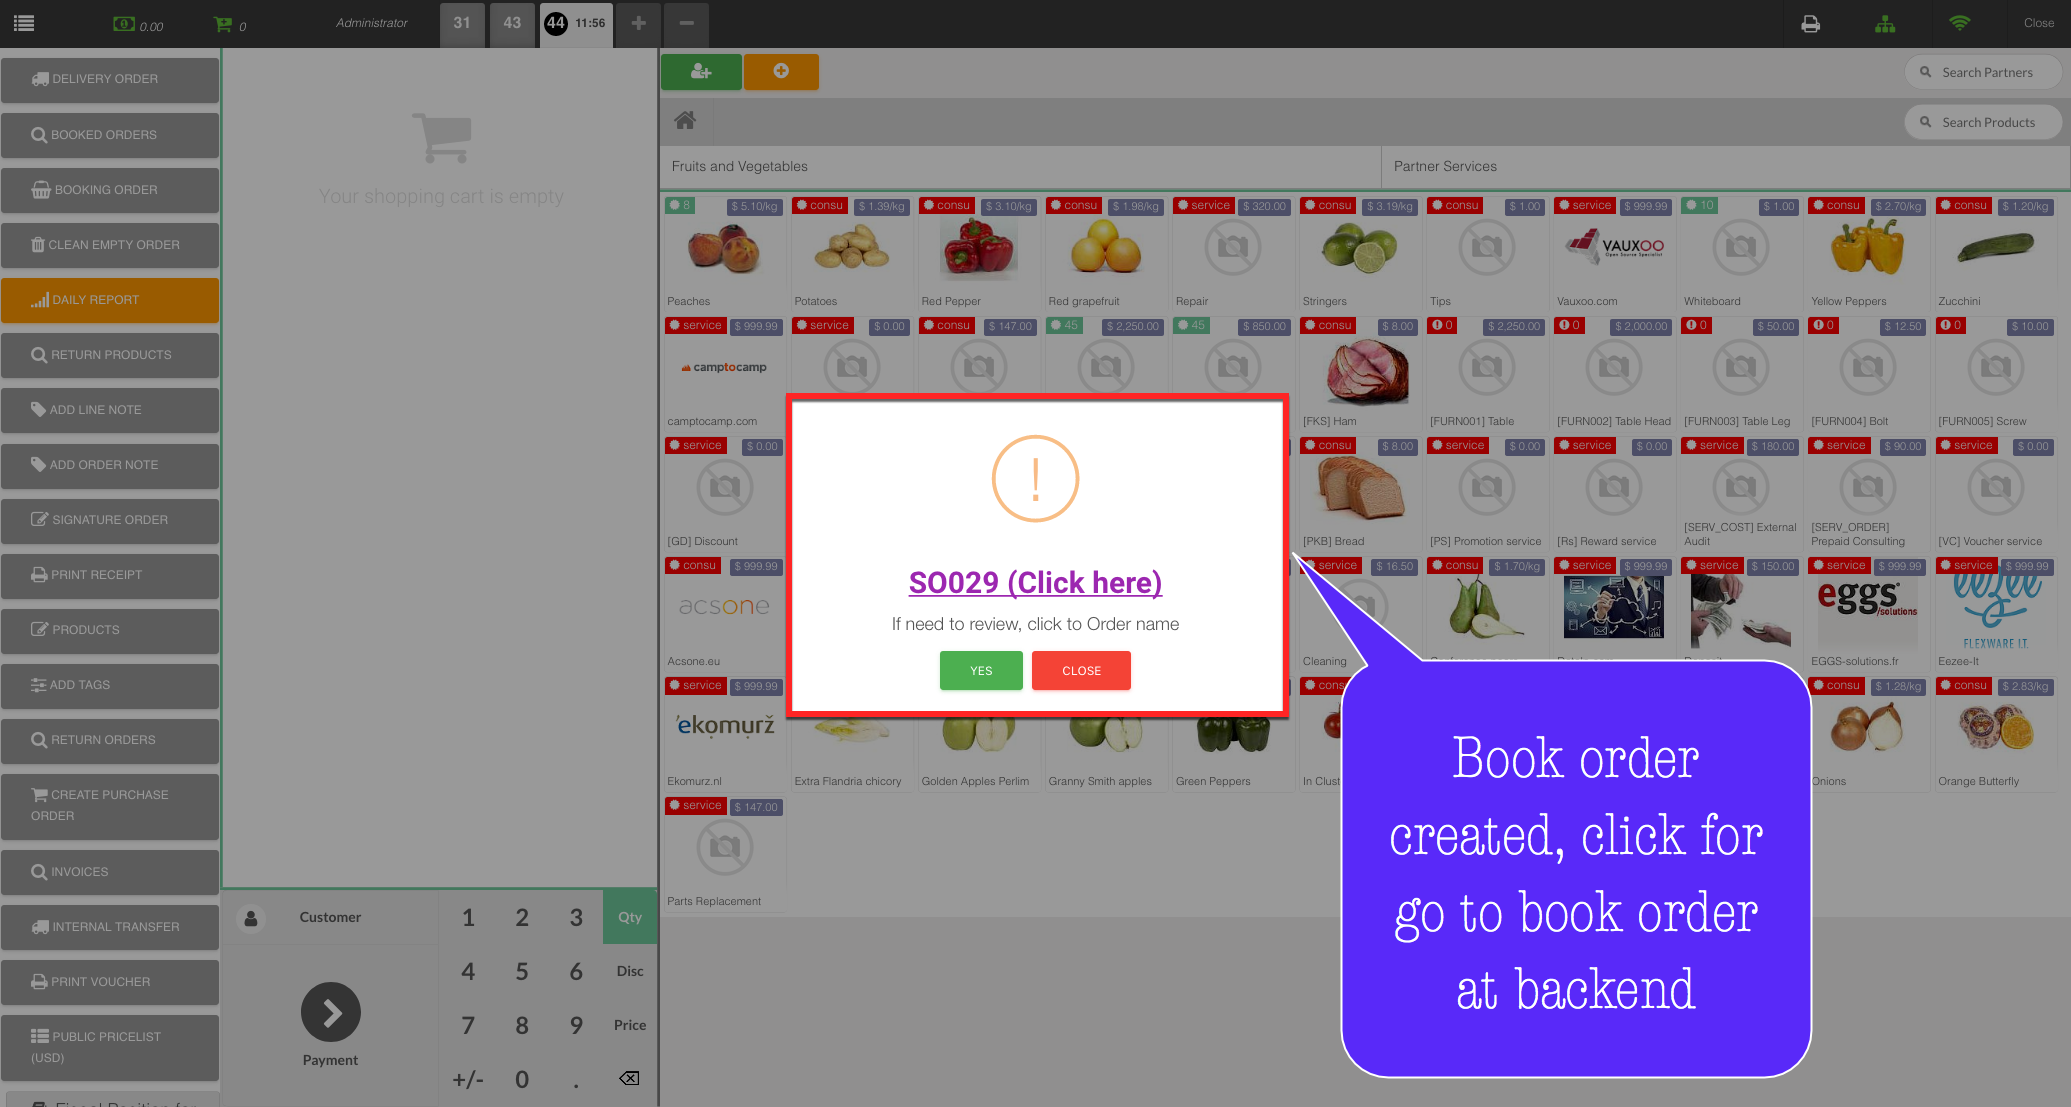 0.00
0
Administrator
31
43
44 11:56
Close
DELIVERY ORDER
BOOKED ORDERS
BOOKING ORDER
CLEAN EMPTY ORDER
DAILY REPORT
RETURN PRODUCTS
ADD LINE NOTE
ADD ORDER NOTE
SIGNATURE ORDER
PRINT RECEIPT
PRODUCTS
ADD TAGS
RETURN ORDERS
CREATE PURCHASE
ORDER
INVOICES
INTERNAL TRANSFER
PRINT VOUCHER
PUBLIC PRICELIST
(USD)
Your shopping cart is empty
Customer
Payment
1 2 3 Qty
4 5 6 Disc
7 8 9 Price
+/- 0 .
Search Partners
Search Products
Fruits and Vegetables
Partner Services
8 $ 5.10/kg
Peaches
consu $ 1.39/kg
Potatoes
consu $ 3.10/kg
Red Pepper
consu $ 1.98/kg
Red grapefruit
service $ 320.00
Repair
consu $ 3.19/kg
Stringers
consu $ 1.00
Tips
service $ 999.99
VAUXOO
Open Source Specialist
Vauxoo.com
10 $ 1.00
Whiteboard
consu $ 2.70/kg
Yellow Peppers
consu $ 1.20/kg
Zucchini
service $ 999.99
camptocamp
camptocamp.com
service $ 0.00
consu $ 147.00
45 $ 2,250.00
45 $ 850.00
consu $ 8.00
[FKS] Ham
0 $ 2,250.00
[FURN001] Table
0 $ 2,000.00
[FURN002] Table Head
0 $ 50.00
[FURN003] Table Leg
0 $ 12.50
[FURN004] Bolt
0 $ 10.00
[FURN005] Screw
service $ 0.00
[GD] Discount
consu $ 8.00
[PKB] Bread
service $ 0.00
[PS] Promotion service
service $ 0.00
[Rs] Reward service
service $ 180.00
[SERV_COST] External
Audit
service $ 90.00
[SERV_ORDER]
Prepaid Consulting
service $ 0.00
[VC] Voucher service
consu $ 999.99
acsone
Acsone.eu
service $ 16.50
Cleaning
consu $ 1.70/kg
service $ 999.99
service $ 150.00
service $ 999.99
eggs
/solutions
EGGS-solutions.fr
service $ 999.99
eezee
FLEXWARE I.T.
Eezee-It
service $ 999.99
ekomurž
Ekomurz.nl
Extra Flandria chicory
Golden Apples Perlim
Granny Smith apples
Green Peppers
cons
In Clust
consu $ 1.28/kg
Onions
consu $ 2.83/kg
Orange Butterfly
service $ 147.00
Parts Replacement
SO029 (Click here)
If need to review, click to Order name
YES
CLOSE
Book order
created, click for
go to book order
at backend